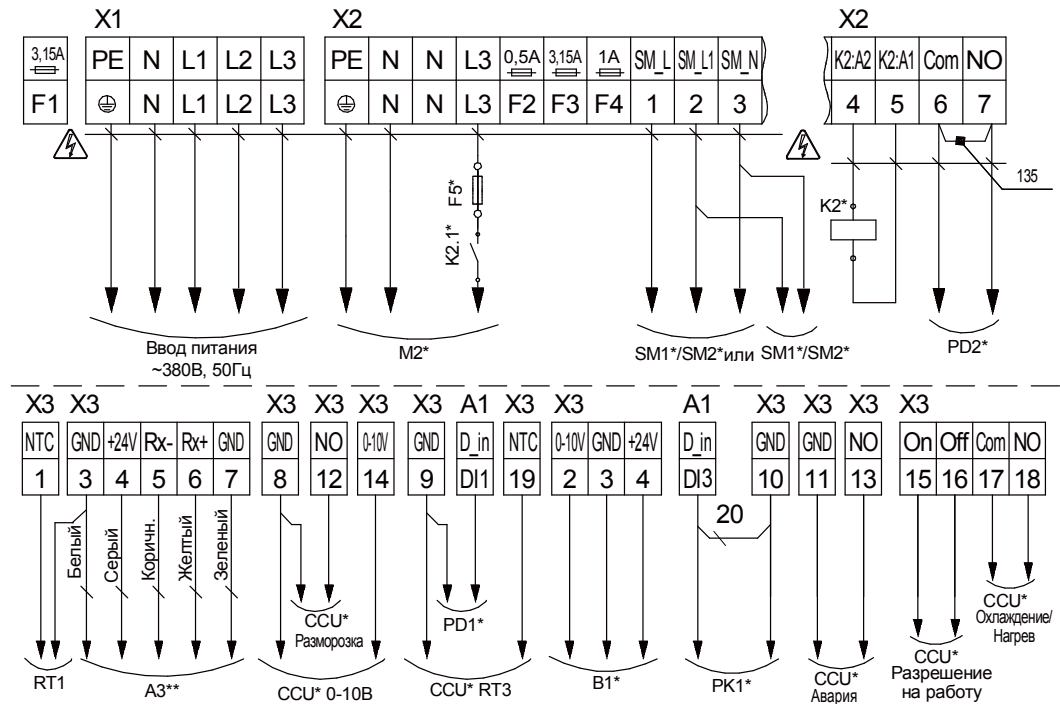 X1 X2 X2
3,15A PE N L1 L2 L3 PE N N L3 0,5A 3,15A 1A SM_L SM_L1 SM_N K2:A2 K2:A1 Com NO
F1 N L1 L2 L3 N N L3 F2 F3 F4 1 2 3 4 5 6 7
135
F5*
K2.1*
K2*
Ввод питания
~380В, 50Гц
M2*
SM1*/SM2*или SM1*/SM2*
PD2*
X3 X3 X3 X3 X3 X3 A1 X3 X3 A1 X3 X3 X3 X3
NTC GND +24V Rx- Rx+ GND GND NO 0-10V GND D_in NTC 0-10V GND +24V D_in GND GND NO On Off Com NO
1 3 4 5 6 7 8 12 14 9 DI1 19 2 3 4 DI3 10 11 13 15 16 17 18
20
Белый
Серый
Коричн.
Желтый
Зеленый
CCU*
Разморозка
PD1*
CCU*
Охлаждение/
Нагрев
RT1
A3**
CCU* 0-10В
CCU* RT3
B1*
PK1*
CCU*
Авария
CCU*
Разрешение
на работу